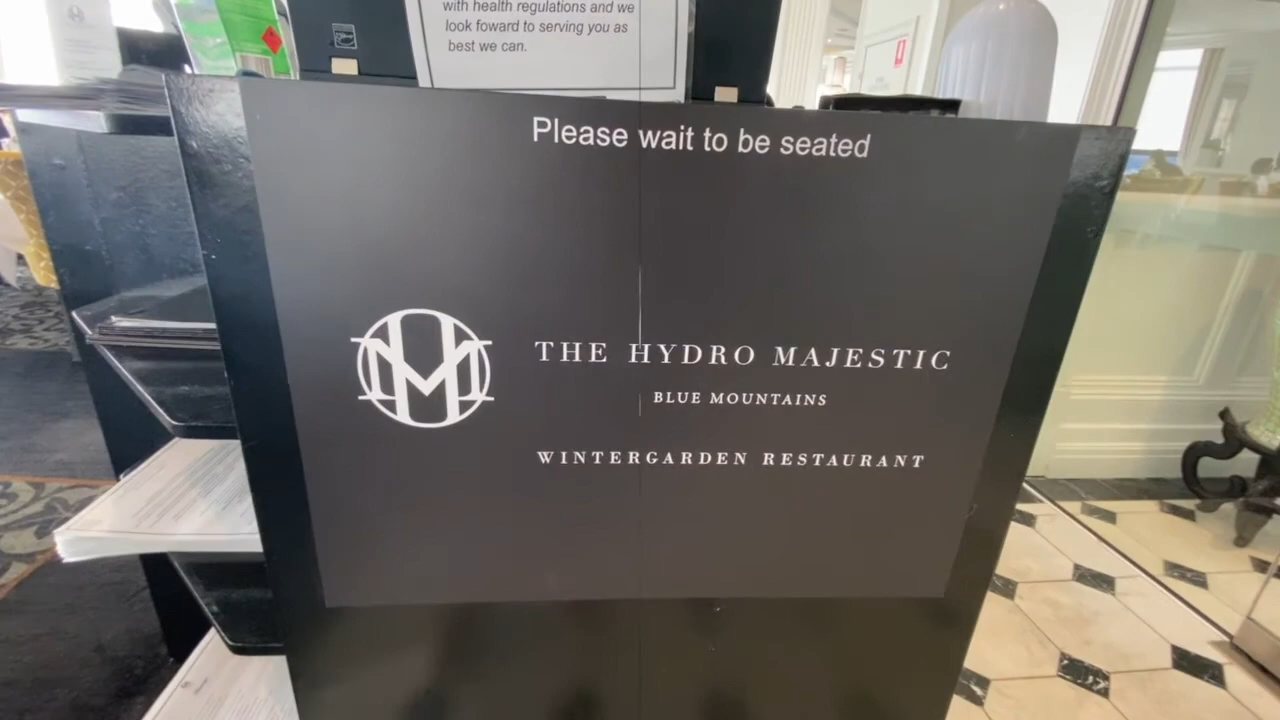 with health regulations and we
look foward to serving you as
best we can.
Please wait to be seated
THE HYDRO MAJESTIC
BLUE MOUNTAINS
WINTERGARDEN RESTAURANT